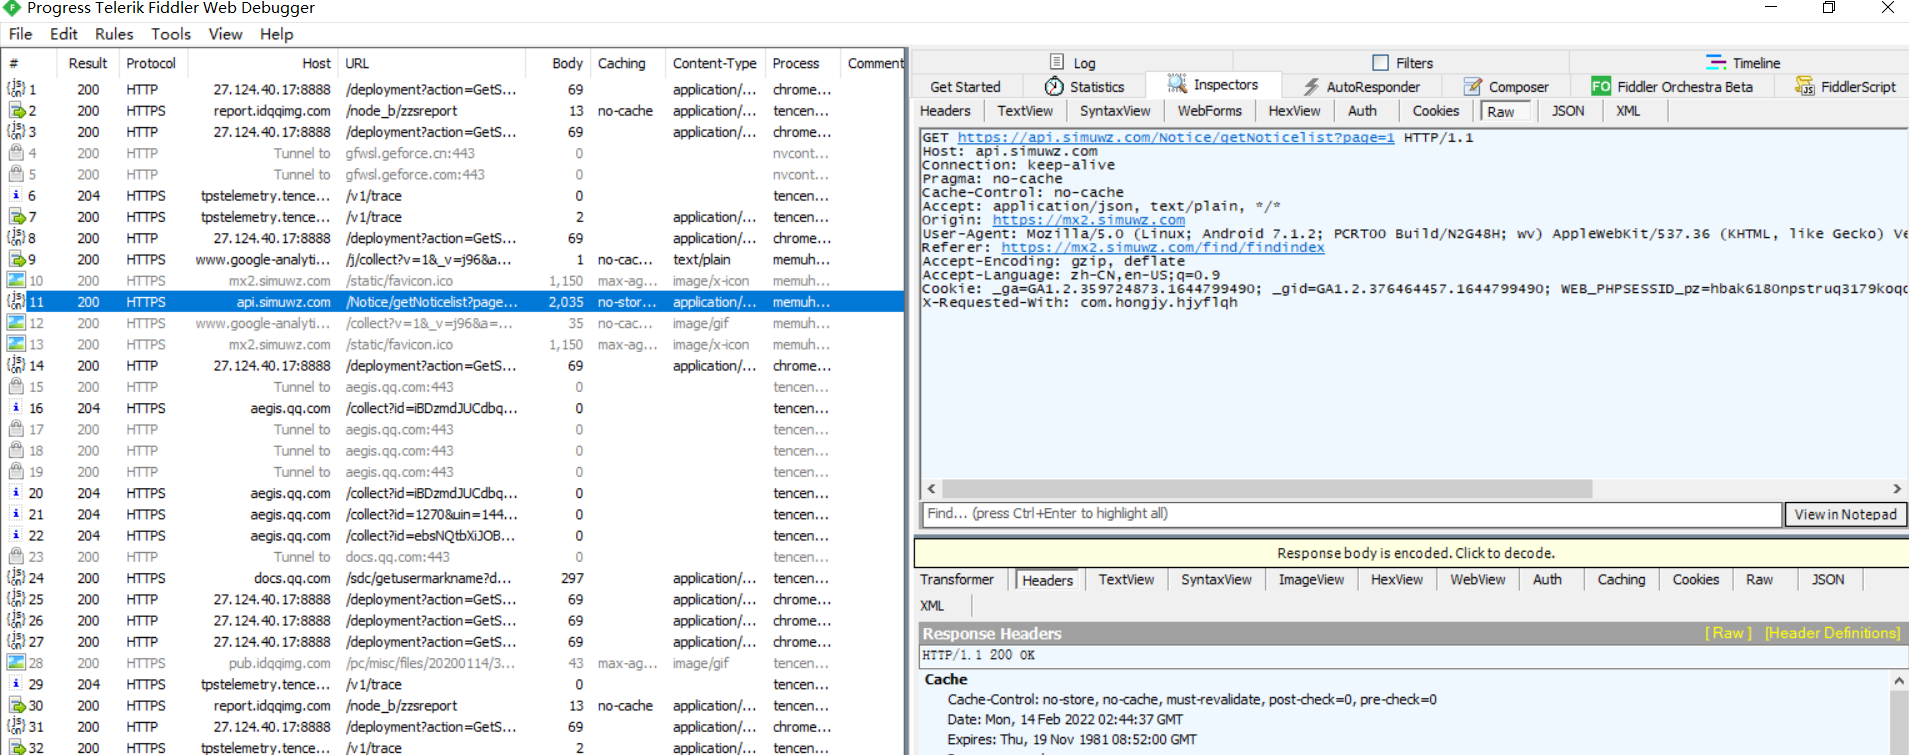 Progress Telerik Fiddler Web Debugger
File Edit Rules Tools View Help
# Result Protocol Host URL Body Caching Content-Type Process Comment
1 200 HTTP 27.124.40.17:8888 /deployment?action=GetS... 69 application/... chrome...
2 200 HTTP report.idqqimg.com /node_b/zzsreport 13 no-cache tencen...
3 200 HTTP 27.124.40.17:8888 /deployment?action=GetS... 69 application/... chrome...
4 200 HTTP Tunnel to gfwsl.geforce.cn:443 0 nvcont...
5 200 HTTP Tunnel to gfwsl.geforce.com:443 0 nvcont...
6 204 HTTPS tpstelemetry.tence... /v1/trace 0 tencen...
7 200 HTTPS tpstelemetry.tence... /v1/trace 2 application/... tencen...
8 200 HTTP 27.124.40.17:8888 /deployment?action=GetS... 69 application/... chrome...
9 200 HTTPS www.google-analyti... /j/collect?v=1&_v=j96&a=... 1 no-cac... text/plain memuh...
10 200 HTTPS mx2.simuwz.com /static/favicon.ico 1,150 max-ag... image/x-icon memuh...
11 200 HTTPS api.simuwz.com /Notice/getNoticelist?page... 2,035 no-stor... application/... memuh...
12 200 HTTPS www.google-analyti... /collect?v=1&_v=j96&a=... 35 no-cac... image/gif memuh...
13 200 HTTPS mx2.simuwz.com /static/favicon.ico 1,150 max-ag... image/x-icon memuh...
14 200 HTTP 27.124.40.17:8888 /deployment?action=GetS... 69 application/... chrome...
15 200 HTTP Tunnel to aegis.qq.com:443 0 tencen...
16 204 HTTPS aegis.qq.com /collect?id=iBDzmdJUCdbq... 0 tencen...
17 200 HTTP Tunnel to aegis.qq.com:443 0 tencen...
18 200 HTTP Tunnel to aegis.qq.com:443 0 tencen...
19 200 HTTP Tunnel to aegis.qq.com:443 0 tencen...
20 204 HTTPS aegis.qq.com /collect?id=iBDzmdJUCdbq... 0 tencen...
21 204 HTTPS aegis.qq.com /collect?id=1270&uin=144... 0 tencen...
22 204 HTTPS aegis.qq.com /collect?id=ebsNQtbXiJOB... 0 tencen...
23 200 HTTP Tunnel to docs.qq.com:443 0 tencen...
24 200 HTTPS docs.qq.com /sdc/getusermarkname?d... 297 application/... tencen...
25 200 HTTP 27.124.40.17:8888 /deployment?action=GetS... 69 application/... chrome...
26 200 HTTP 27.124.40.17:8888 /deployment?action=GetS... 69 application/... chrome...
27 200 HTTP 27.124.40.17:8888 /deployment?action=GetS... 69 application/... chrome...
28 200 HTTPS pub.idqqimg.com /pc/misc/files/20200114/3... 43 max-ag... image/gif tencen...
29 204 HTTPS tpstelemetry.tence... /v1/trace 0 tencen...
30 200 HTTP report.idqqimg.com /node_b/zzsreport 13 no-cache tencen...
31 200 HTTP 27.124.40.17:8888 /deployment?action=GetS... 69 application/... chrome...
32 200 HTTPS tpstelemetry.tence... /v1/trace 2 application/... tencen...
Log Filters Timeline
Get Started Statistics Inspectors AutoResponder Composer FO Fiddler Orchestra Beta FiddlerScript
Headers TextView SyntaxView WebForms HexView Auth Cookies Raw JSON XML
GET https://api.simuwz.com/Notice/getNoticelist?page=1 HTTP/1.1
Host: api.simuwz.com
Connection: keep-alive
Pragma: no-cache
Cache-Control: no-cache
Accept: application/json, text/plain, */*
Origin: https://mx2.simuwz.com
User-Agent: Mozilla/5.0 (Linux; Android 7.1.2; PCRT00 Build/N2G48H; wv) AppleWebKit/537.36 (KHTML, like Gecko) Ve
Referer: https://mx2.simuwz.com/find/findindex
Accept-Encoding: gzip, deflate
Accept-Language: zh-CN,en-US;q=0.9
Cookie: _ga=GA1.2.359724873.1644799490; _gid=GA1.2.376464457.1644799490; WEB_PHPSESSID_pz=hbak6180npstruq3179koqc
X-Requested-With: com.hongjy.hjyflqh
Find... (press Ctrl+Enter to highlight all) View in Notepad
Response body is encoded. Click to decode.
Transformer Headers TextView SyntaxView ImageView HexView WebView Auth Caching Cookies Raw JSON
XML
Response Headers [ Raw ] [Header Definitions]
HTTP/1.1 200 OK
Cache
Cache-Control: no-store, no-cache, must-revalidate, post-check=0, pre-check=0
Date: Mon, 14 Feb 2022 02:44:37 GMT
Expires: Thu, 19 Nov 1981 08:52:00 GMT